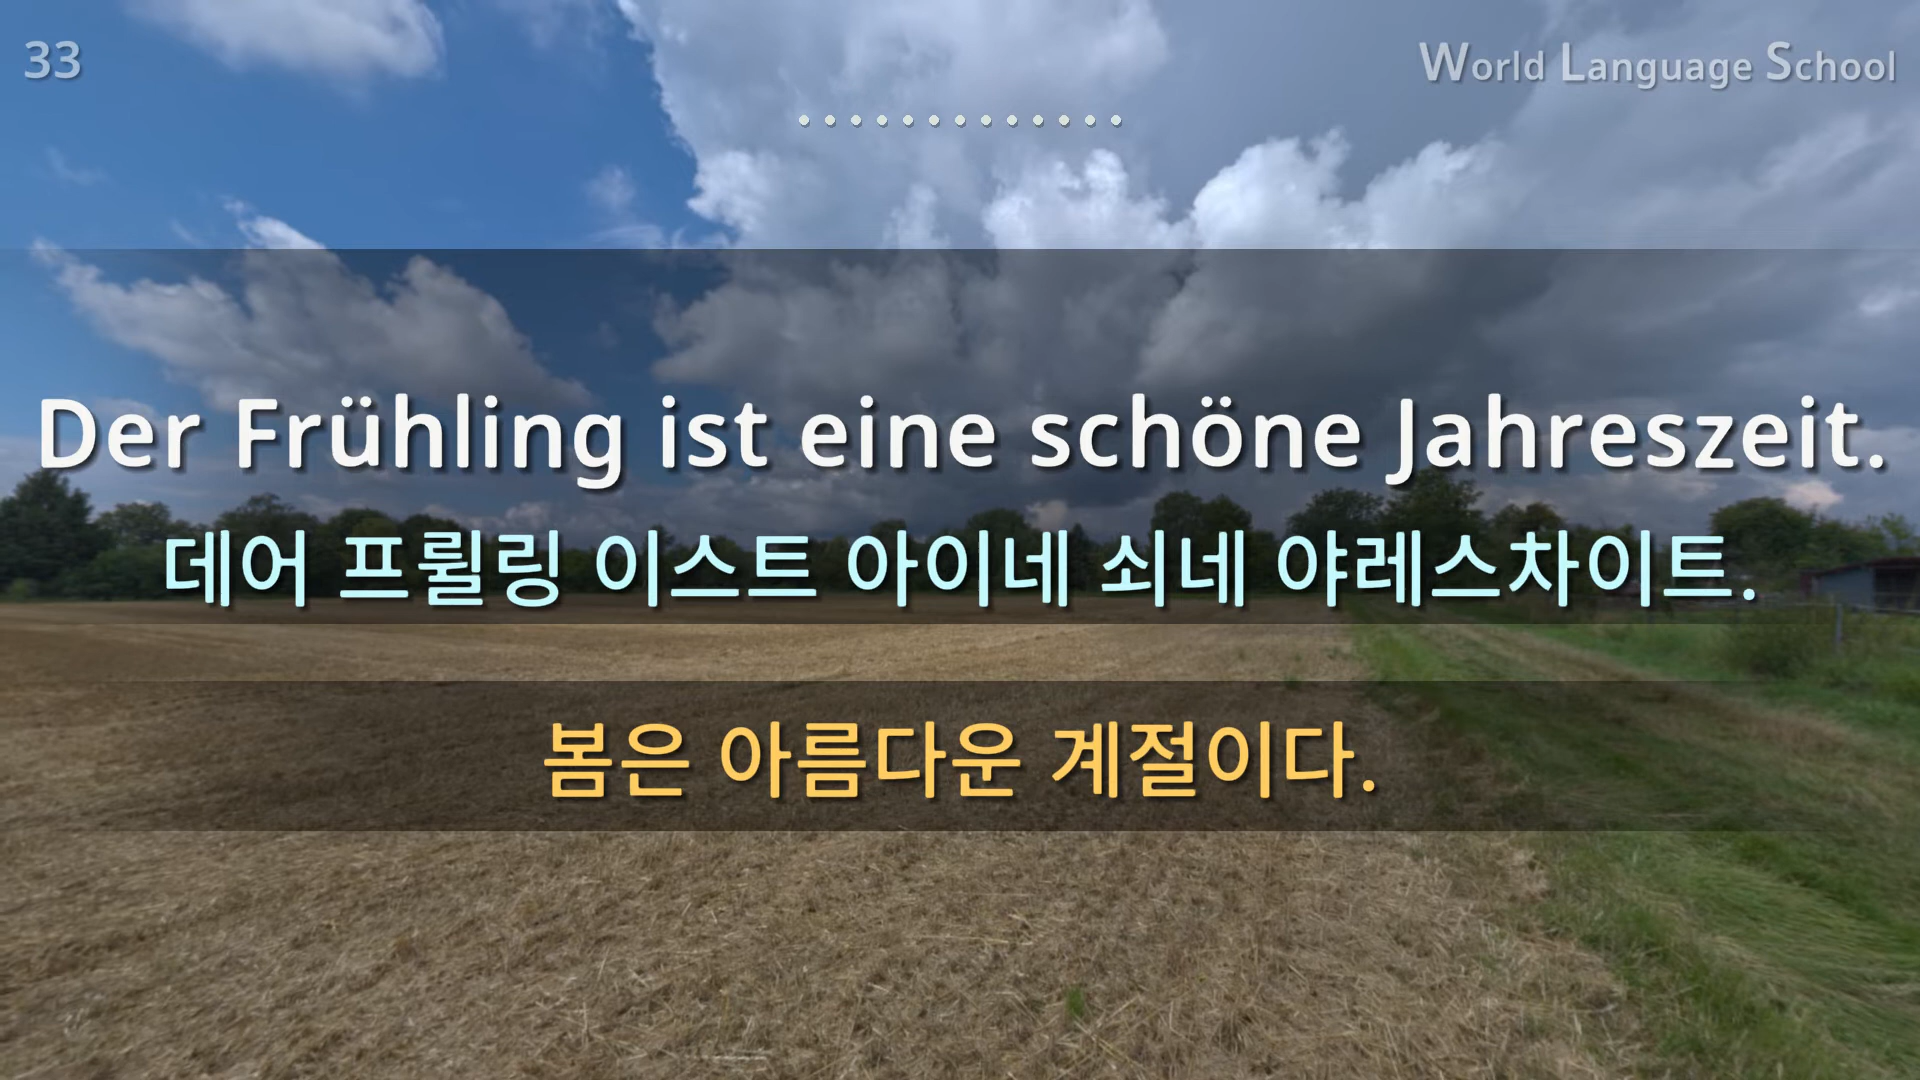 33
World Language School
Der Frühling ist eine schöne Jahreszeit.
데어 프륄링 이스트 아이네 쇠네 야레스차이트.
봄은 아름다운 계절이다.